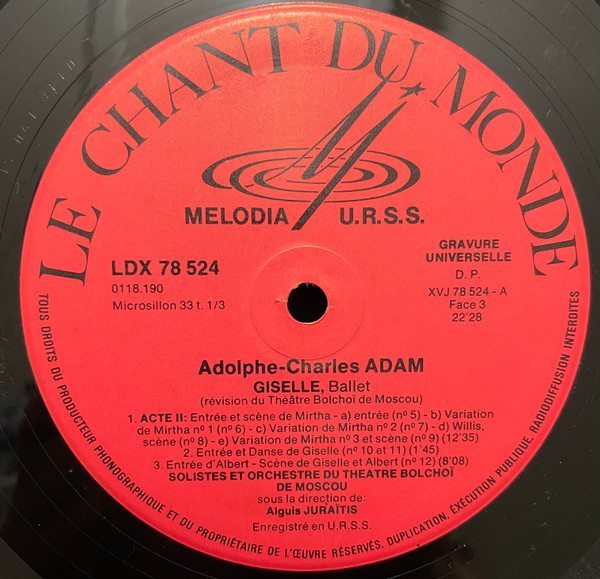 LE CHANT DU MONDE
MELODIA U.R.S.S.
LDX 78 524
0118.190
Microsillon 33 t. 1/3
GRAVURE
UNIVERSELLE
D. P.
XVJ 78 524 - A
Face 3
22'28
Adolphe-Charles ADAM
GISELLE, Ballet
(révision du Théâtre Bolchoï de Moscou)
1. ACTE II: Entrée et scène de Mirtha - a) entrée (nº 5) - b) Variation
de Mirtha nº 1 (nº 6) - c) Variation de Mirtha nº 2 (nº 7) - d) Willis,
scène (nº 8) - e) Variation de Mirtha nº 3 et scène (nº 9) (12'35)
2. Entrée et Danse de Giselle (nº 10 et 11) (1'45)
3. Entrée d'Albert - Scène de Giselle et Albert (nº 12) (8'08)
SOLISTES ET ORCHESTRE DU THEATRE BOLCHOÏ
DE MOSCOU
sous la direction de:
Alguis JURAÏTIS
Enregistré en U.R.S.S.
TOUS DROITS DU PRODUCTEUR PHONOGRAPHIQUE ET DU PROPRIÉTAIRE DE L'ŒUVRE RÉSERVÉS. DUPLICATION, EXÉCUTION PUBLIQUE, RADIODIFFUSION INTERDITES